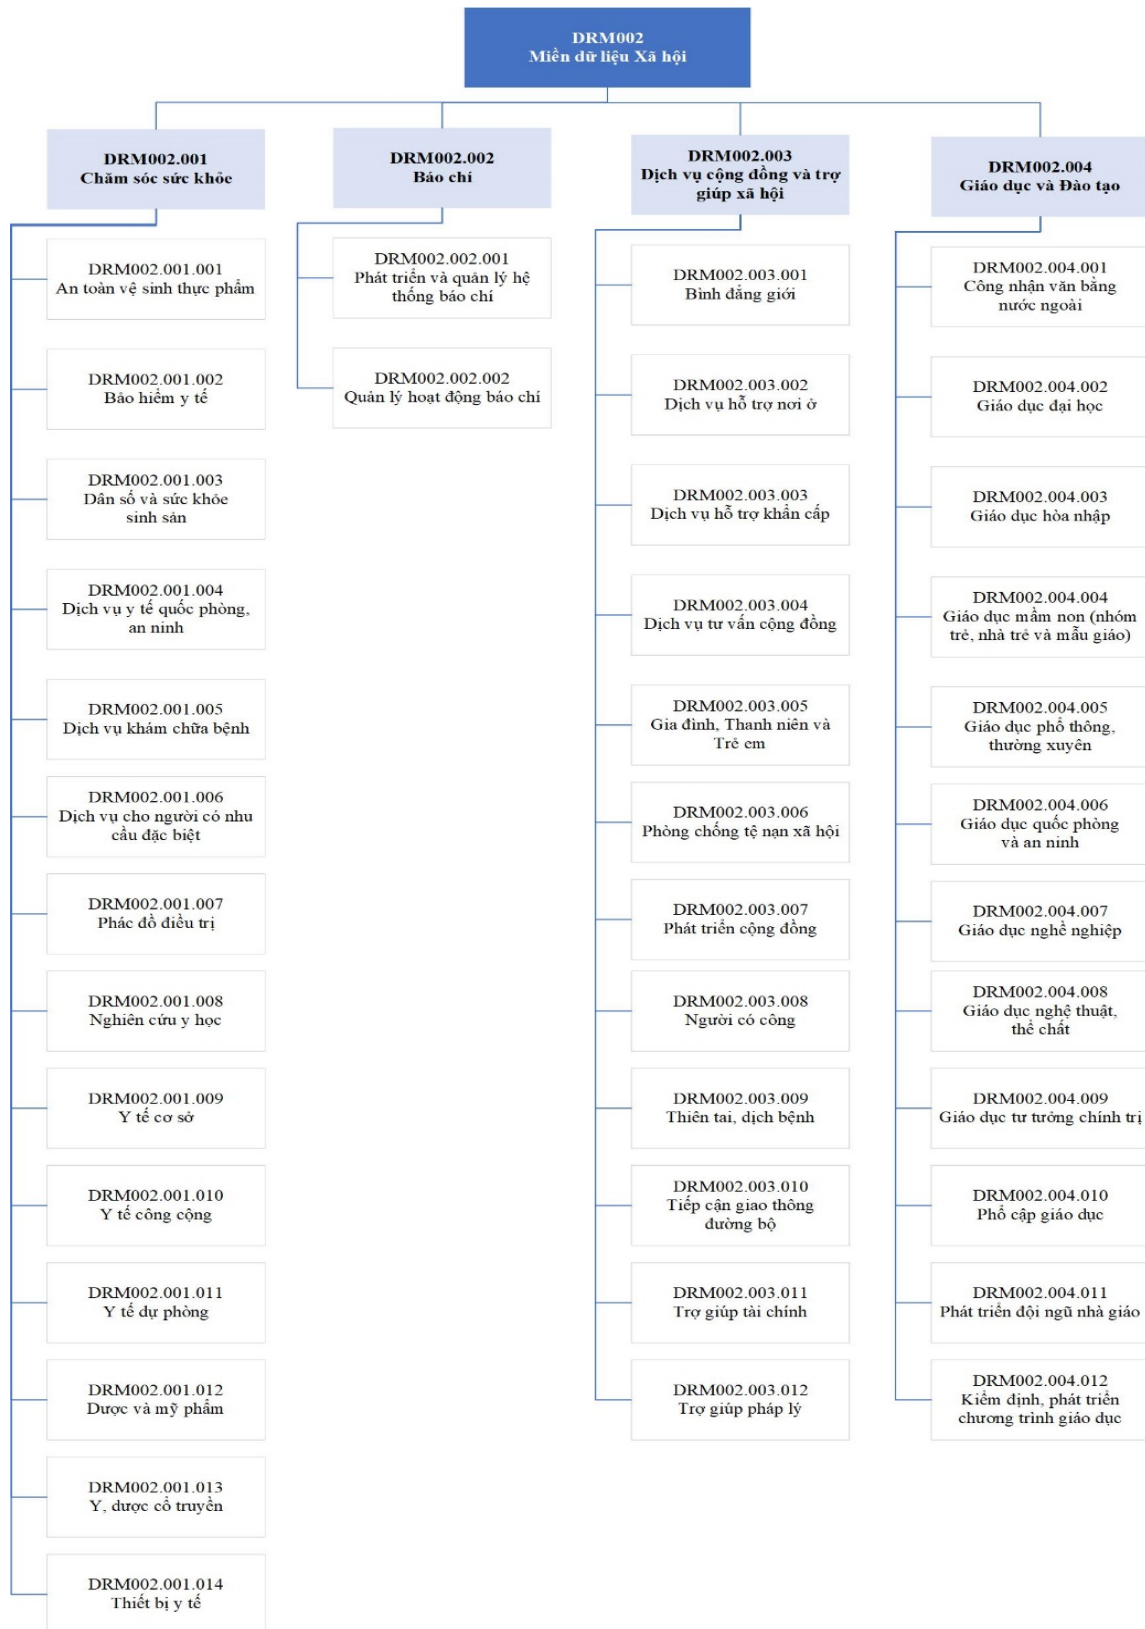 DRM002
Miền dữ liệu Xã hội
DRM002.001
Chăm sóc sức khỏe
DRM002.001.001
An toàn vệ sinh thực phẩm
DRM002.001.002
Bảo hiểm y tế
DRM002.001.003
Dân số và sức khỏe
sinh sản
DRM002.001.004
Dịch vụ y tế quốc phòng,
an ninh
DRM002.001.005
Dịch vụ khám chữa bệnh
DRM002.001.006
Dịch vụ cho người có nhu
cầu đặc biệt
DRM002.001.007
Phác đồ điều trị
DRM002.001.008
Nghiên cứu y học
DRM002.001.009
Y tế cơ sở
DRM002.001.010
Y tế công cộng
DRM002.001.011
Y tế dự phòng
DRM002.001.012
Dược và mỹ phẩm
DRM002.001.013
Y, dược cổ truyền
DRM002.001.014
Thiết bị y tế
DRM002.002
Báo chí
DRM002.002.001
Phát triển và quản lý hệ
thống báo chí
DRM002.002.002
Quản lý hoạt động báo chí
DRM002.003
Dịch vụ cộng đồng và trợ
giúp xã hội
DRM002.003.001
Bình đẳng giới
DRM002.003.002
Dịch vụ hỗ trợ nơi ở
DRM002.003.003
Dịch vụ hỗ trợ khẩn cấp
DRM002.003.004
Dịch vụ tư vấn cộng đồng
DRM002.003.005
Gia đình, Thanh niên và
Trẻ em
DRM002.003.006
Phòng chống tệ nạn xã hội
DRM002.003.007
Phát triển cộng đồng
DRM002.003.008
Người có công
DRM002.003.009
Thiên tai, dịch bệnh
DRM002.003.010
Tiếp cận giao thông
đường bộ
DRM002.003.011
Trợ giúp tài chính
DRM002.003.012
Trợ giúp pháp lý
DRM002.004
Giáo dục và Đào tạo
DRM002.004.001
Công nhận văn bằng
nước ngoài
DRM002.004.002
Giáo dục đại học
DRM002.004.003
Giáo dục hòa nhập
DRM002.004.004
Giáo dục mầm non (nhóm
trẻ, nhà trẻ và mẫu giáo)
DRM002.004.005
Giáo dục phổ thông,
thường xuyên
DRM002.004.006
Giáo dục quốc phòng
và an ninh
DRM002.004.007
Giáo dục nghề nghiệp
DRM002.004.008
Giáo dục nghệ thuật,
thể chất
DRM002.004.009
Giáo dục tư tưởng chính trị
DRM002.004.010
Phổ cập giáo dục
DRM002.004.011
Phát triển đội ngũ nhà giáo
DRM002.004.012
Kiểm định, phát triển
chương trình giáo dục